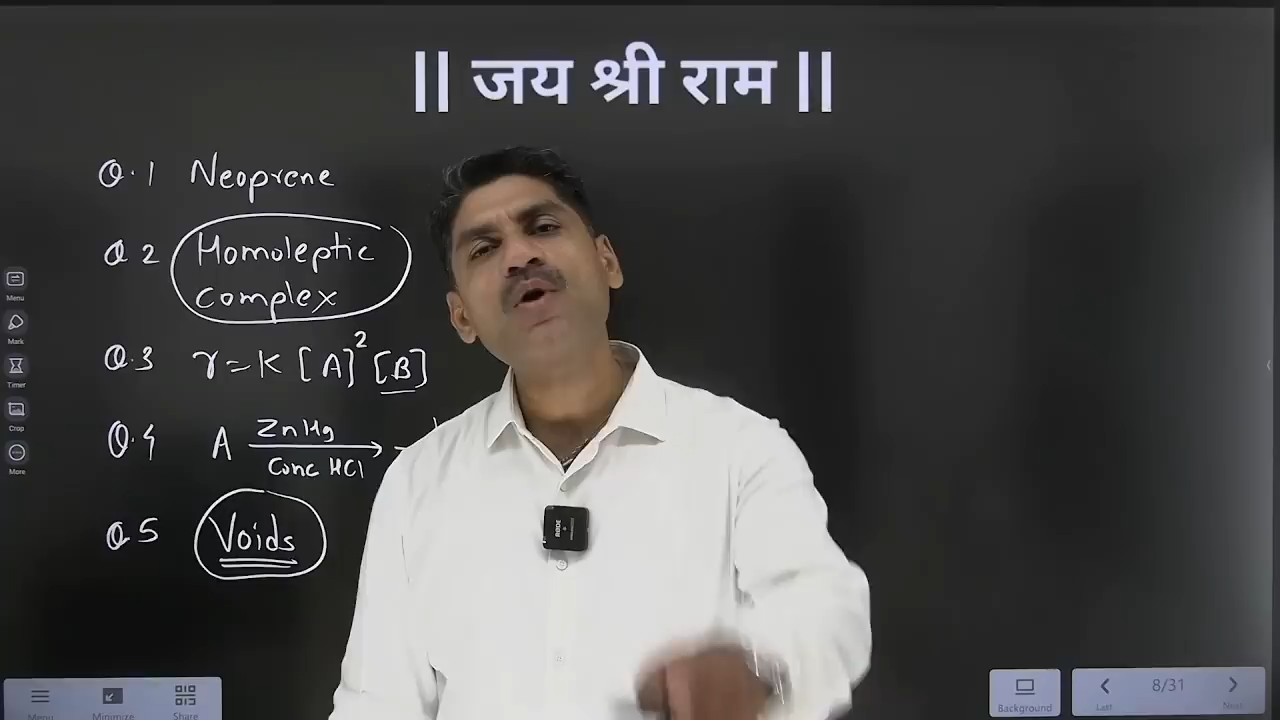 || जय श्री राम ||
Q.1 Neoprene
Q 2 Homoleptic
complex
Q.3 r = K [A]² [B]
Q.4 A ZnHg
Conc HCl
Q 5 Voids
Menu
Mark
Timer
Crop
More
Menu
Minimize
Share
Background
Last
8/31
Next
RODE